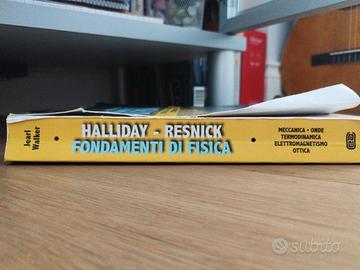 Jearl
Walker
HALLIDAY - RESNICK
FONDAMENTI DI FISICA
MECCANICA - ONDE
TERMODINAMICA
ELETTROMAGNETISMO
OTTICA
subito